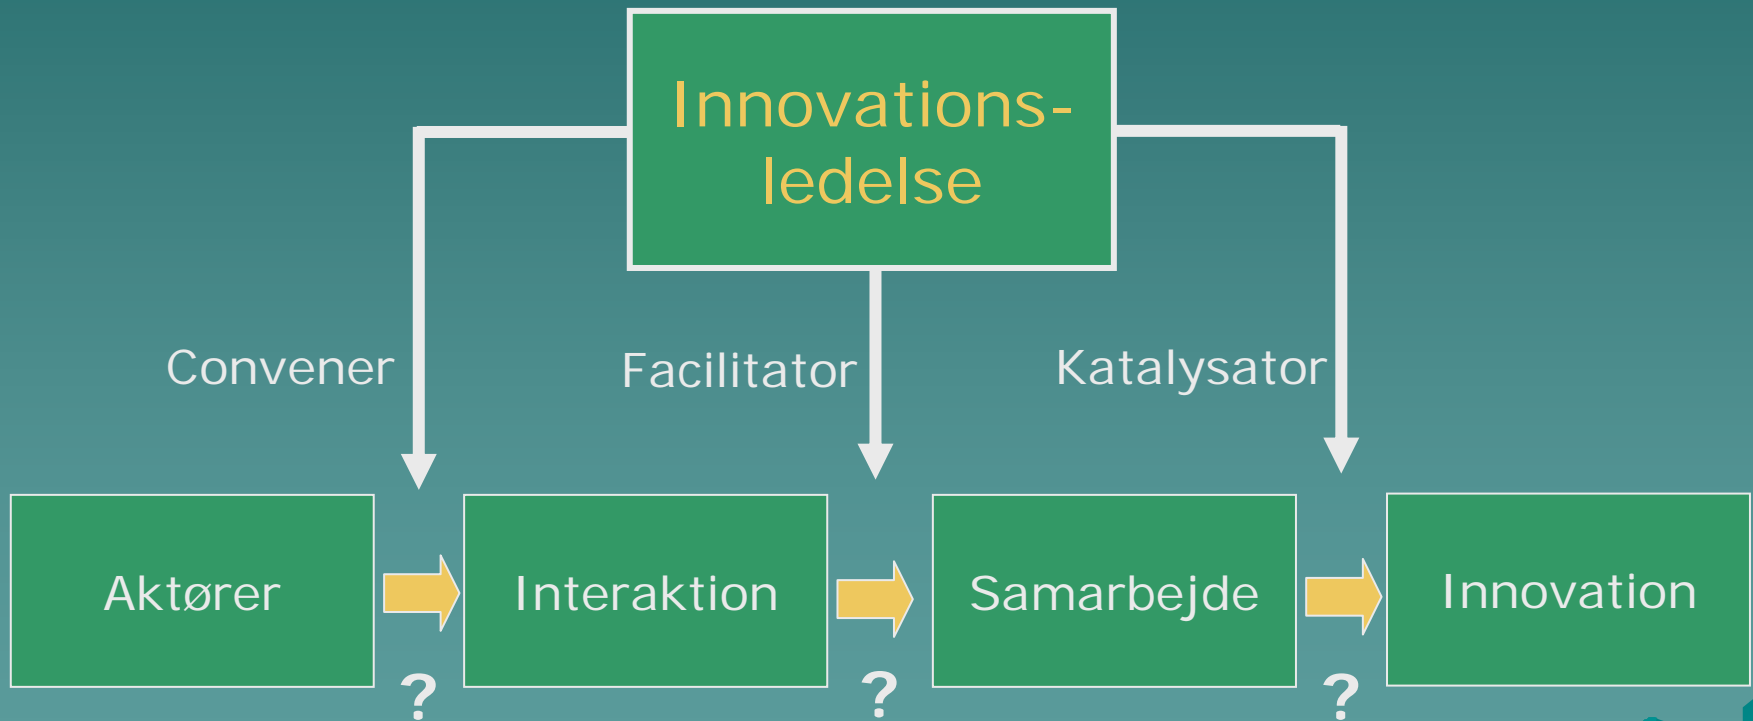 Innovations-
ledelse
Convener
Facilitator
Katalysator
Aktører
Interaktion
Samarbejde
Innovation
?
?
?